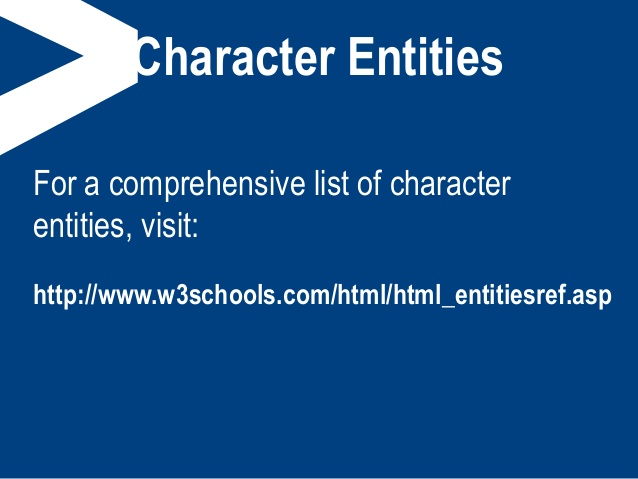 Character Entities
For a comprehensive list of character
entities, visit:
http://www.w3schools.com/html/html_entitiesref.asp